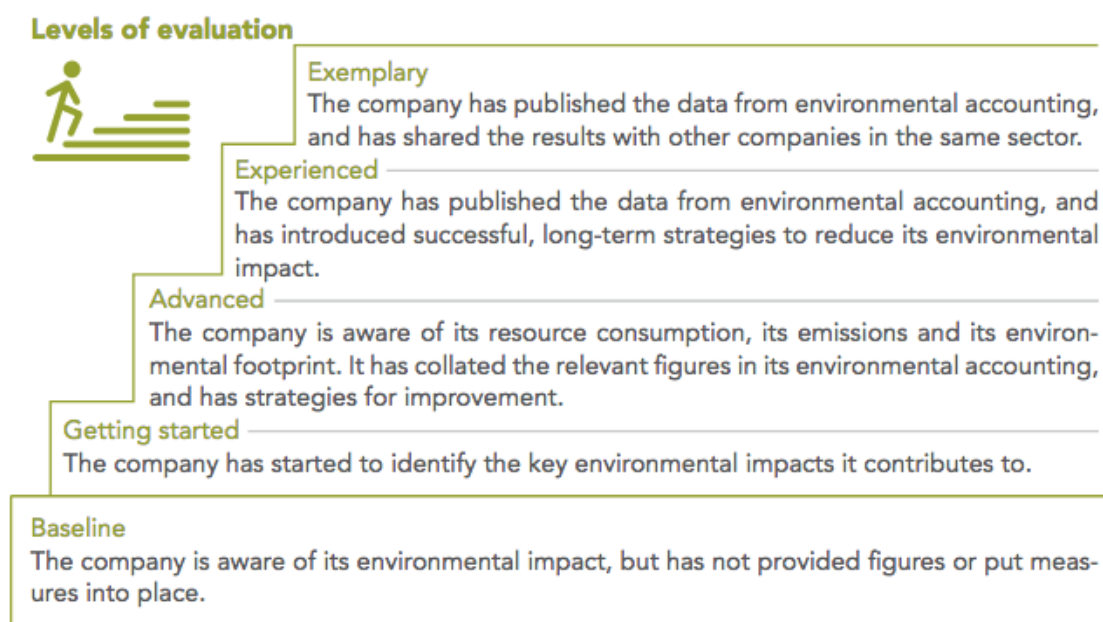 Levels of evaluation
Exemplary
The company has published the data from environmental accounting,
and has shared the results with other companies in the same sector.
Experienced
The company has published the data from environmental accounting, and
has introduced successful, long-term strategies to reduce its environmental
impact.
Advanced
The company is aware of its resource consumption, its emissions and its environ-
mental footprint. It has collated the relevant figures in its environmental accounting,
and has strategies for improvement.
Getting started
The company has started to identify the key environmental impacts it contributes to.
Baseline
The company is aware of its environmental impact, but has not provided figures or put meas-
ures into place.